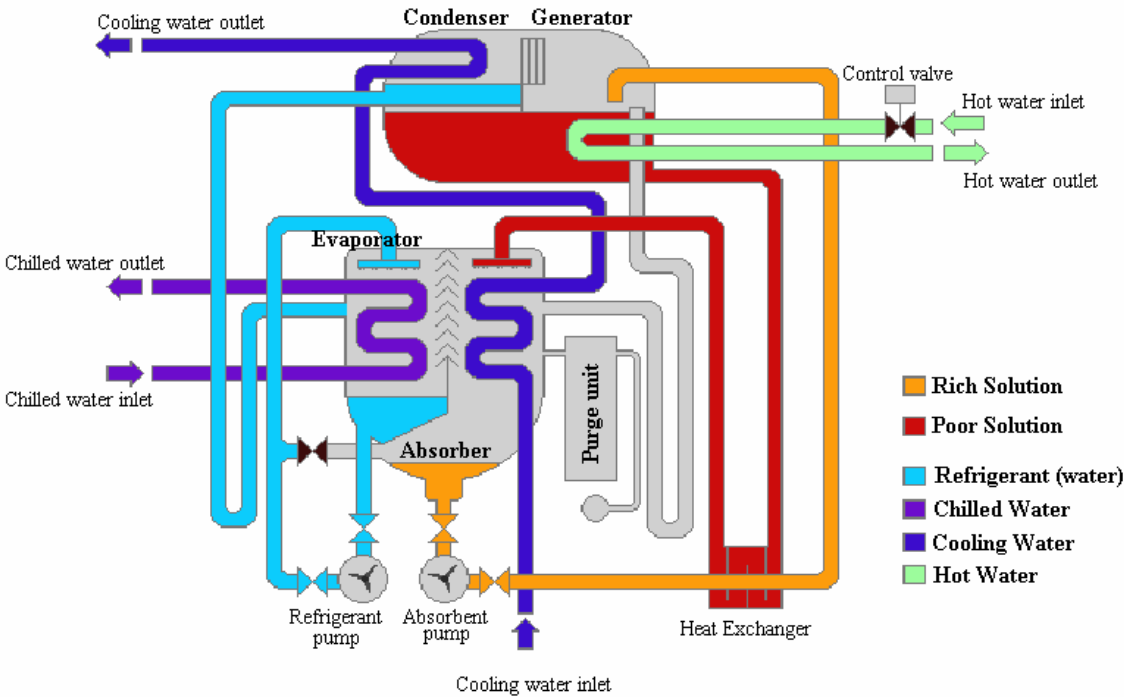 Cooling water outlet
Condenser
Generator
Control valve
Hot water inlet
Hot water outlet
Evaporator
Chilled water outlet
Chilled water inlet
Absorber
Purge unit
Rich Solution
Poor Solution
Refrigerant (water)
Chilled Water
Cooling Water
Hot Water
Refrigerant
pump
Absorbent
pump
Heat Exchanger
Cooling water inlet